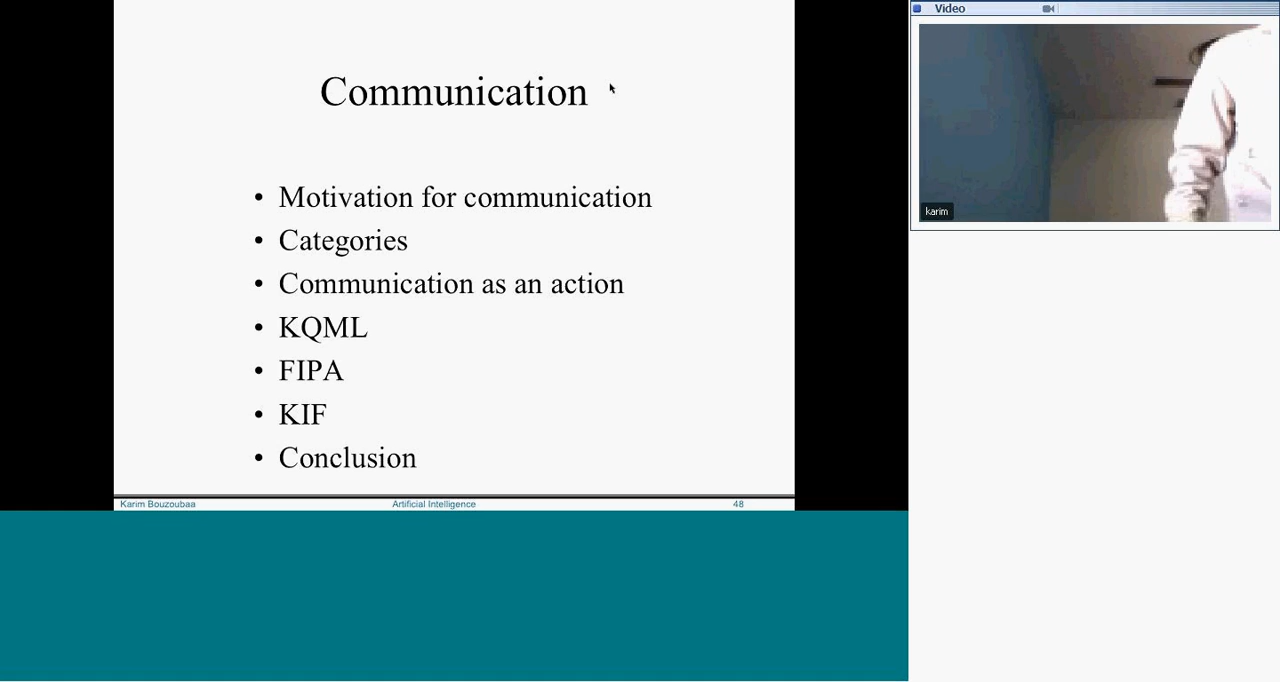 Communication
• Motivation for communication
• Categories
• Communication as an action
• KQML
• FIPA
• KIF
• Conclusion
Karim Bouzoubaa Artificial Intelligence 48
Video
karim